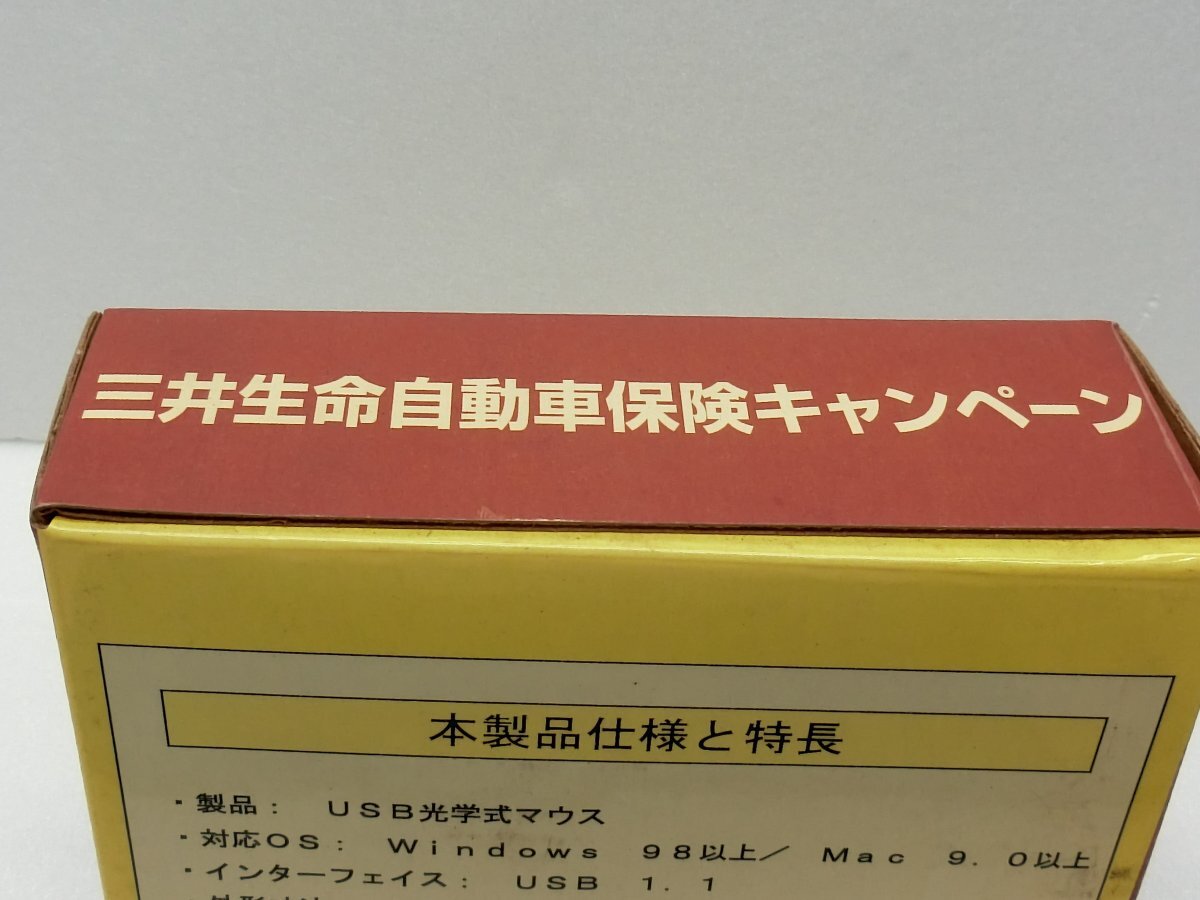 三井生命自動車保険キャンペーン
本製品仕様と特長
・製品： ＵＳＢ光学式マウス
・対応ＯＳ： Ｗｉｎｄｏｗｓ ９８以上／ Ｍａｃ ９．０以上
・インターフェイス： ＵＳＢ １．１